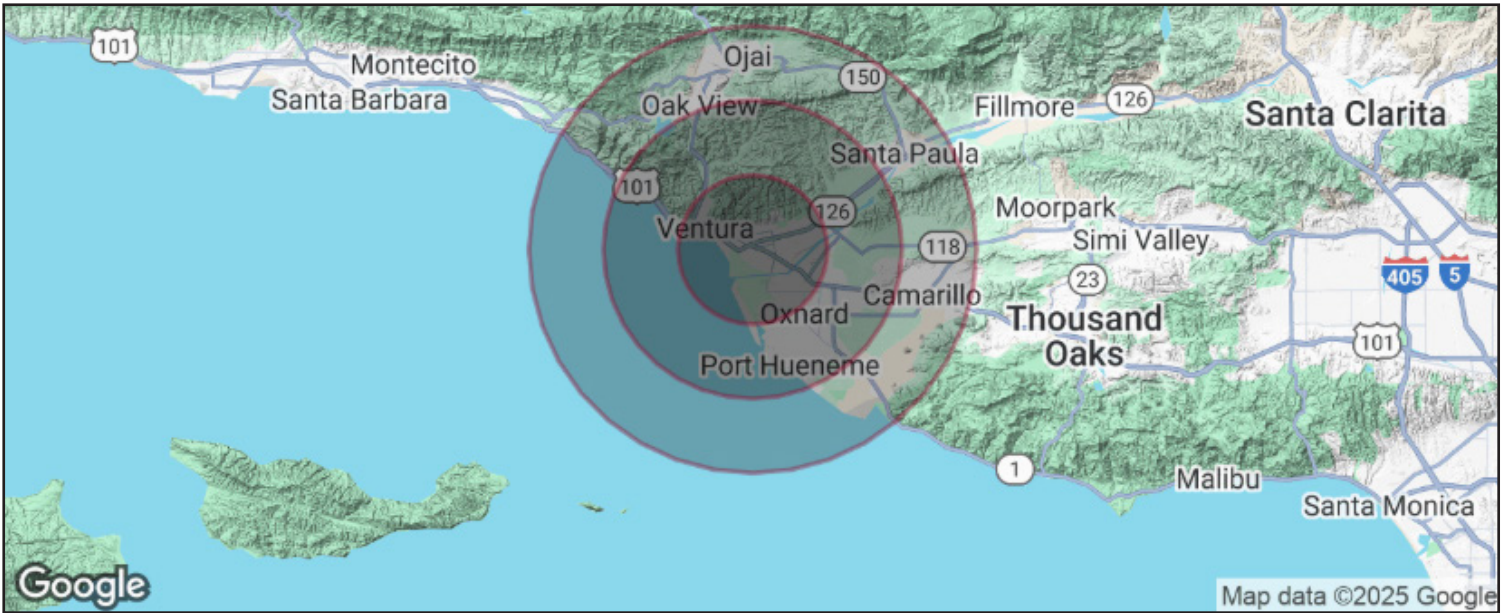 101
Montecito
Santa Barbara
Ojai
150
Oak View
Fillmore
126
Santa Clarita
Santa Paula
101
126
Ventura
Moorpark
118
Simi Valley
23
405
5
Camarillo
Oxnard
Thousand
Oaks
101
Port Hueneme
1
Malibu
Santa Monica
Google
Map data ©2025 Google